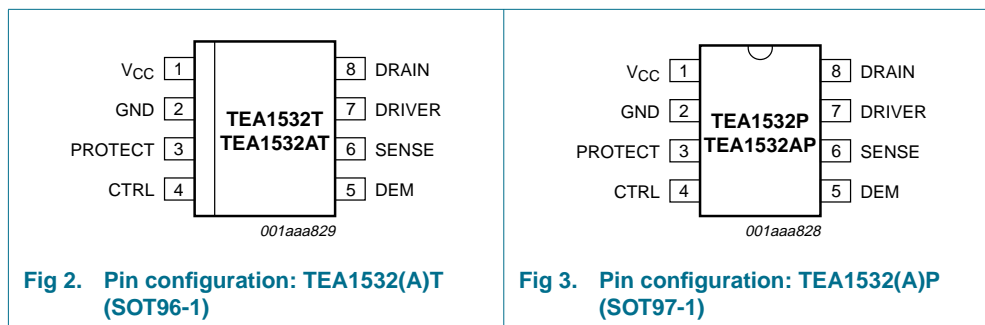 VCC 1 8 DRAIN
GND 2 TEA1532T 7 DRIVER
PROTECT 3 TEA1532AT 6 SENSE
CTRL 4 5 DEM
001aaa829
Fig 2. Pin configuration: TEA1532(A)T
(SOT96-1)
VCC 1 8 DRAIN
GND 2 TEA1532P 7 DRIVER
PROTECT 3 TEA1532AP 6 SENSE
CTRL 4 5 DEM
001aaa828
Fig 3. Pin configuration: TEA1532(A)P
(SOT97-1)